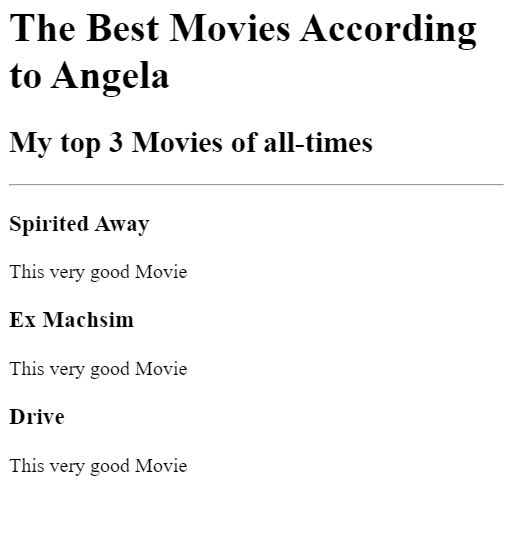 The Best Movies According
to Angela
My top 3 Movies of all-times
Spirited Away
This very good Movie
Ex Machsim
This very good Movie
Drive
This very good Movie